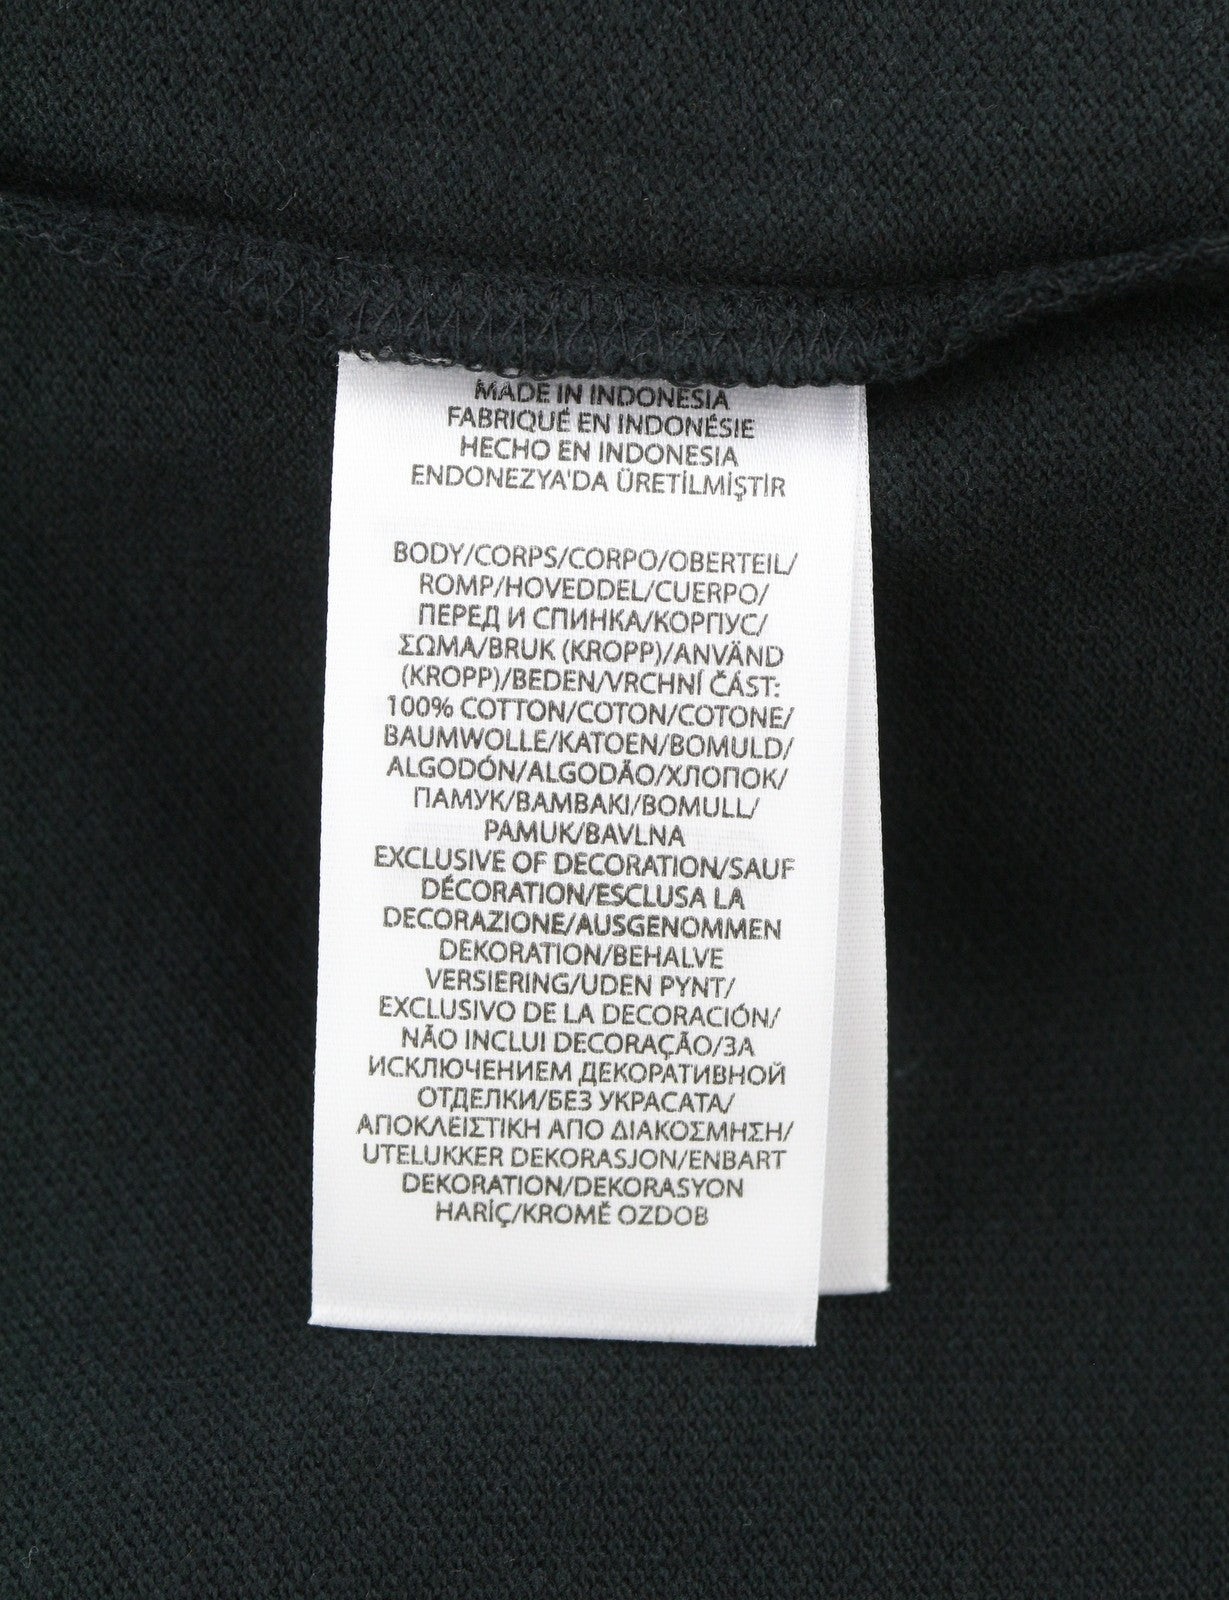 MADE IN INDONESIA
FABRIQUÉ EN INDONÉSIE
HECHO EN INDONESIA
ENDONEZYA'DA ÜRETİLMİŞTİR
BODY/CORPS/CORPO/OBERTEIL/
ROMP/HOVEDDEL/CUERPO/
ПЕРЕД И СПИНКА/КОРПУС/
ΣΩΜΑ/BRUK (KROPP)/ANVÄND
(KROPP)/BEDEN/VRCHNÍ ČÁST:
100% COTTON/COTON/COTONE/
BAUMWOLLE/KATOEN/BOMULD/
ALGODÓN/ALGODÃO/ХЛОПОК/
ПАМУК/ΒΑΜΒΑΚΙ/BOMULL/
PAMUK/BAVLNA
EXCLUSIVE OF DECORATION/SAUF
DÉCORATION/ESCLUSA LA
DECORAZIONE/AUSGENOMMEN
DEKORATION/BEHALVE
VERSIERING/UDEN PYNT/
EXCLUSIVO DE LA DECORACIÓN/
NÃO INCLUI DECORAÇÃO/ЗА
ИСКЛЮЧЕНИЕМ ДЕКОРАТИВНОЙ
ОТДЕЛКИ/БЕЗ УКРАСАТА/
ΑΠΟΚΛΕΙΣΤΙΚΗ ΑΠΟ ΔΙΑΚΟΣΜΗΣΗ/
UTELUKKER DEKORASJON/ENBART
DEKORATION/DEKORASYON
HARİÇ/KROMĚ OZDOB